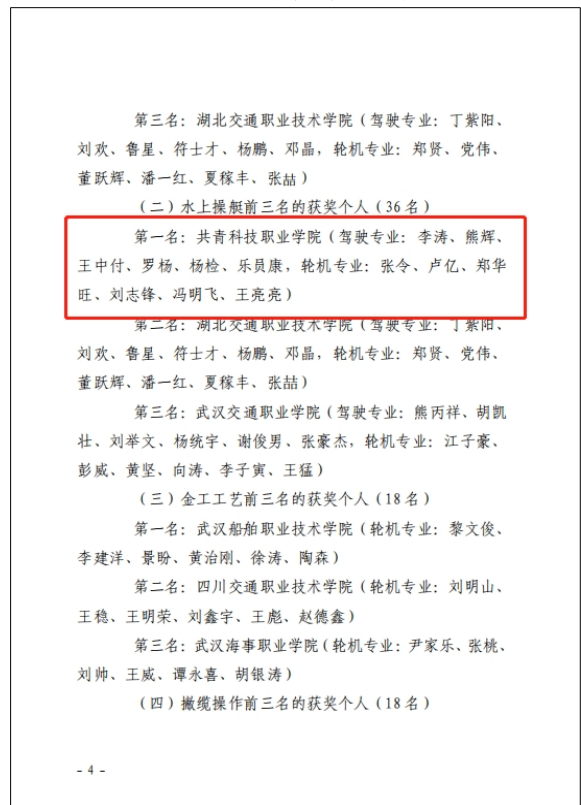 第三名：湖北交通职业技术学院（驾驶专业：丁紫阳、
刘欢、鲁星、符士才、杨鹏、邓晶，轮机专业：郑贤、党伟、
董跃辉、潘一红、夏稼丰、张喆）
（二）水上操艇前三名的获奖个人（36名）
第一名：共青科技职业学院（驾驶专业：李涛、熊辉、
王中付、罗杨、杨检、乐员康，轮机专业：张令、卢亿、郑华
旺、刘志锋、冯明飞、王亮亮）
第二名：湖北交通职业技术学院（驾驶专业：丁紫阳、
刘欢、鲁星、符士才、杨鹏、邓晶，轮机专业：郑贤、党伟、
董跃辉、潘一红、夏稼丰、张喆）
第三名：武汉交通职业学院（驾驶专业：熊丙祥、胡凯
壮、刘举文、杨统宇、谢俊男、张豪杰，轮机专业：江子豪、
彭威、黄坚、向涛、李子寅、王猛）
（三）金工工艺前三名的获奖个人（18名）
第一名：武汉船舶职业技术学院（轮机专业：黎文俊、
李建洋、景盼、黄治刚、徐涛、陶森）
第二名：四川交通职业技术学院（轮机专业：刘明山、
王稳、王明荣、刘鑫宇、王彪、赵德鑫）
第三名：武汉海事职业学院（轮机专业：尹家乐、张桃、
刘帅、王威、谭永喜、胡银涛）
（四）撇缆操作前三名的获奖个人（18名）
- 4 -